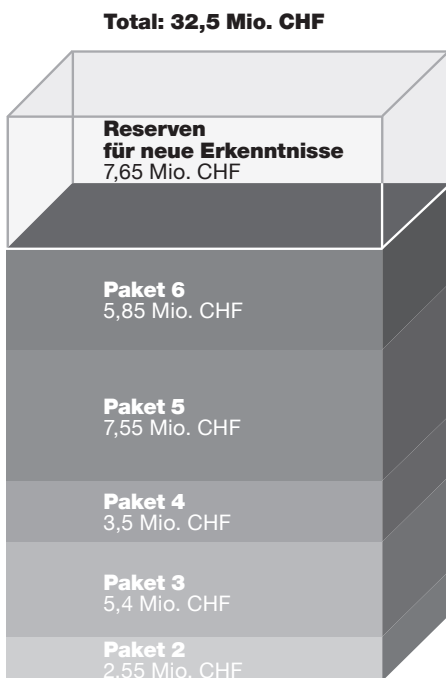 Total: 32,5 Mio. CHF
Reserven
für neue Erkenntnisse
7,65 Mio. CHF
Paket 6
5,85 Mio. CHF
Paket 5
7,55 Mio. CHF
Paket 4
3,5 Mio. CHF
Paket 3
5,4 Mio. CHF
Paket 2
2,55 Mio. CHF